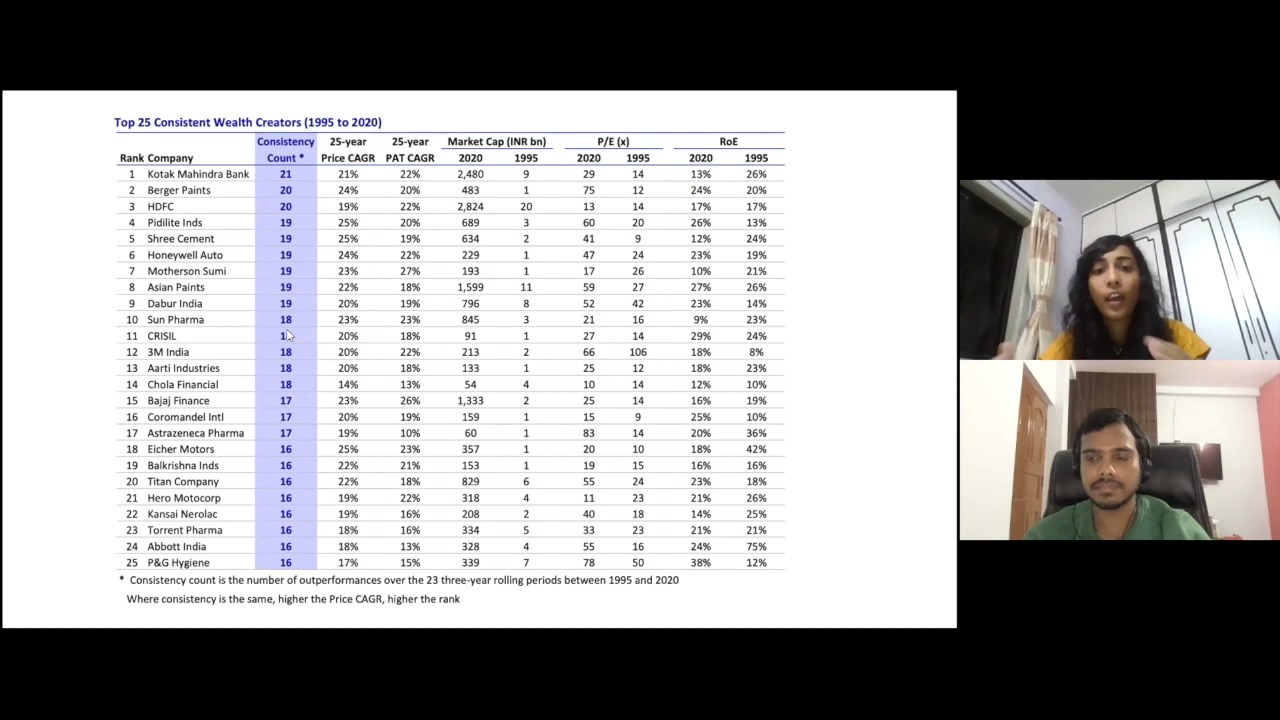 Top 25 Consistent Wealth Creators (1995 to 2020)
Consistency 25-year 25-year Market Cap (INR bn) P/E (x) RoE
Rank Company Count * Price CAGR PAT CAGR 2020 1995 2020 1995 2020 1995
1 Kotak Mahindra Bank 21 21% 22% 2,480 9 29 14 13% 26%
2 Berger Paints 20 24% 20% 483 1 75 12 24% 20%
3 HDFC 20 19% 22% 2,824 20 13 14 17% 17%
4 Pidilite Inds 19 23% 20% 689 3 60 20 26% 13%
5 Shree Cement 19 25% 19% 634 2 41 9 12% 24%
6 Honeywell Auto 19 24% 22% 229 1 47 24 23% 19%
7 Motherson Sumi 19 23% 27% 193 1 17 26 10% 21%
8 Asian Paints 19 22% 18% 1,599 11 59 27 27% 26%
9 Dabur India 19 20% 19% 796 8 52 42 23% 14%
10 Sun Pharma 18 23% 23% 845 3 21 16 9% 23%
11 CRISIL 20% 18% 91 1 27 14 29% 24%
12 3M India 18 20% 22% 213 2 66 106 18% 8%
13 Aarti Industries 18 20% 18% 133 1 25 12 18% 23%
14 Chola Financial 18 14% 13% 54 4 10 14 12% 10%
15 Bajaj Finance 17 23% 26% 1,333 2 25 14 16% 19%
16 Coromandel Intl 17 20% 19% 159 1 15 9 25% 10%
17 Astrazeneca Pharma 17 19% 10% 60 1 83 14 20% 36%
18 Eicher Motors 16 25% 23% 357 1 20 10 18% 42%
19 Balkrishna Inds 16 22% 21% 153 1 19 15 16% 16%
20 Titan Company 16 22% 18% 829 6 55 24 23% 18%
21 Hero Motocorp 16 19% 22% 318 4 11 23 21% 26%
22 Kansai Nerolac 16 19% 16% 208 2 40 18 14% 25%
23 Torrent Pharma 16 18% 16% 334 5 33 23 21% 21%
24 Abbott India 16 18% 13% 328 4 55 16 24% 75%
25 P&G Hygiene 16 17% 15% 339 7 78 50 38% 12%
* Consistency count is the number of outperformances over the 23 three-year rolling periods between 1995 and 2020
Where consistency is the same, higher the Price CAGR, higher the rank